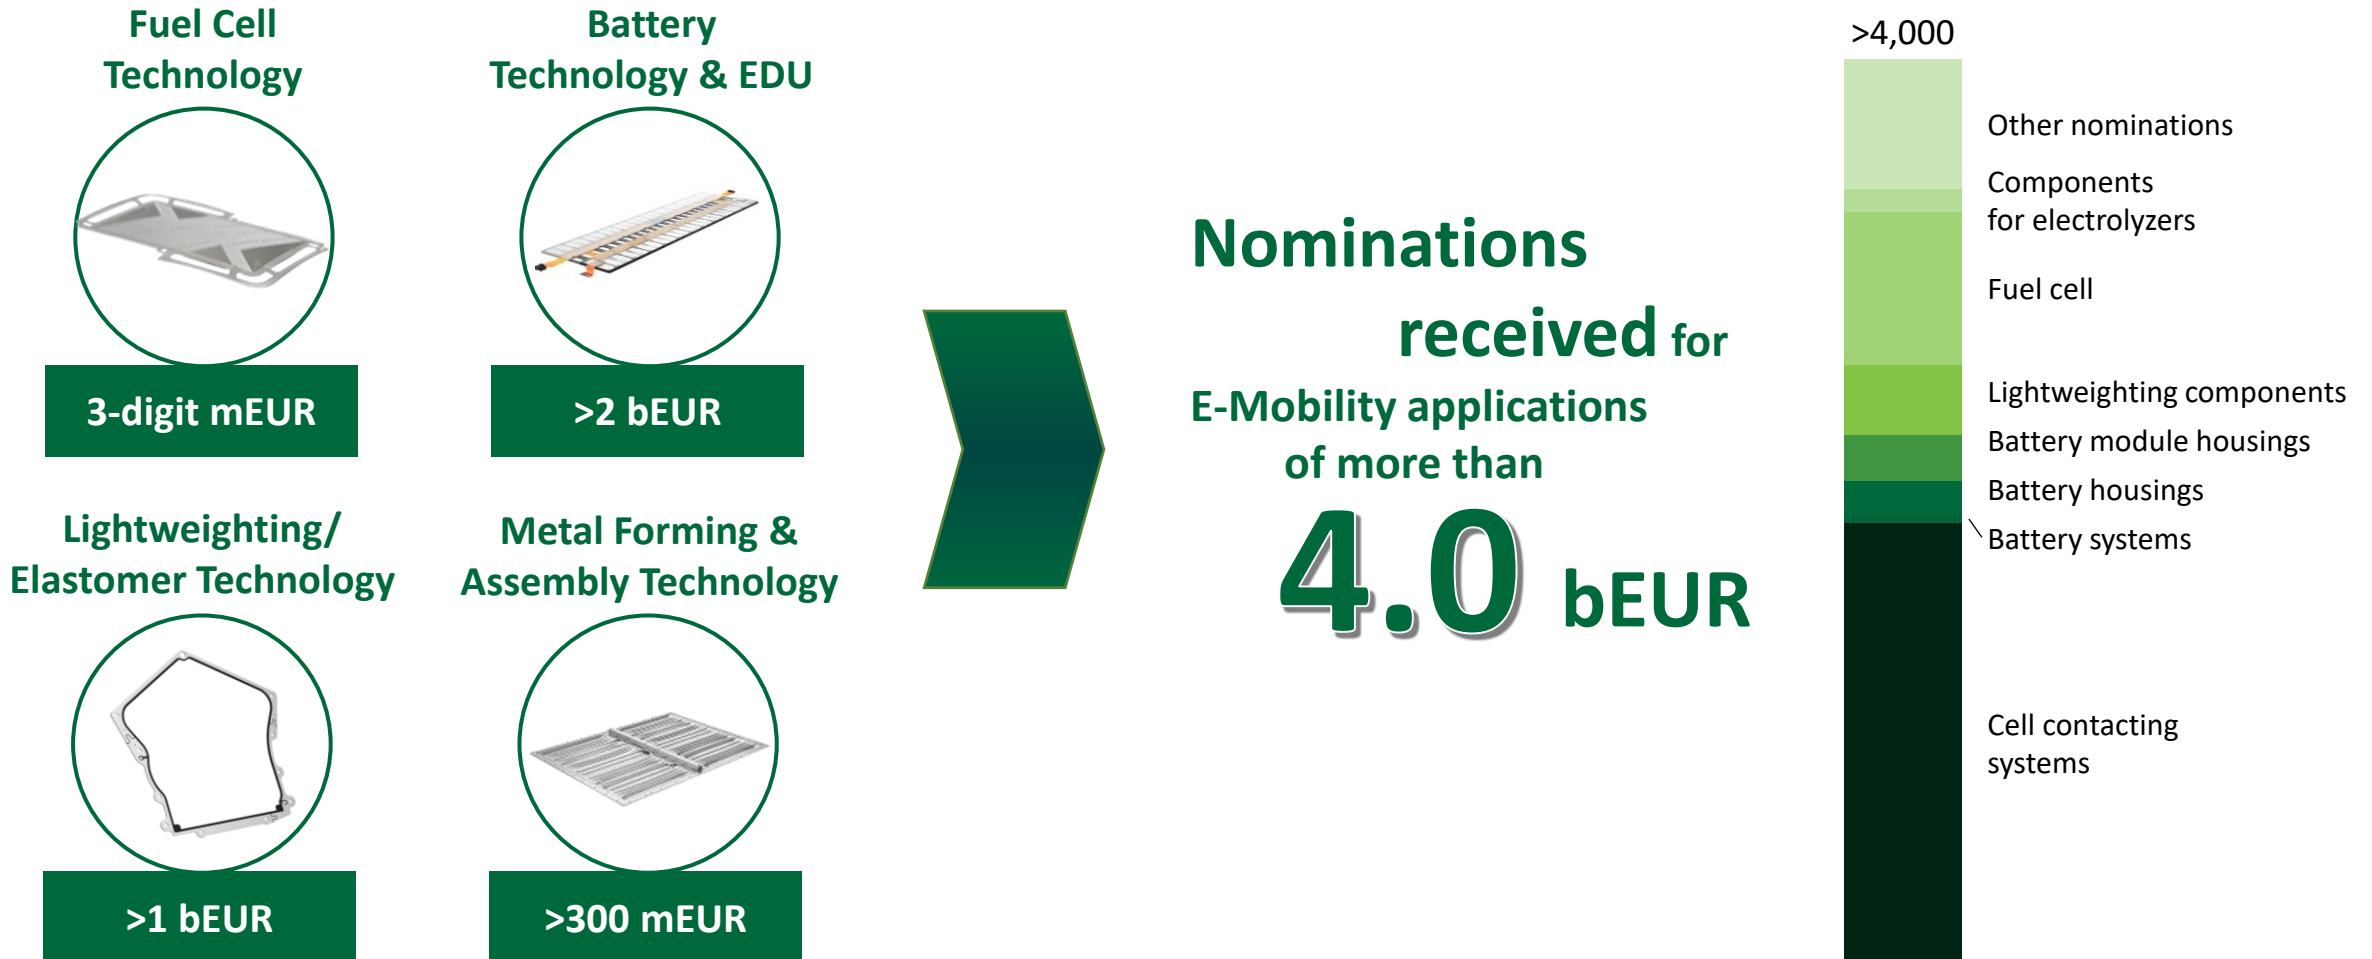 Fuel Cell
Technology
3-digit mEUR
Battery
Technology & EDU
>2 bEUR
Lightweighting/
Elastomer Technology
>1 bEUR
Metal Forming &
Assembly Technology
>300 mEUR
Nominations
received for
E-Mobility applications
of more than
4.0 bEUR
>4,000
Other nominations
Components
for electrolyzers
Fuel cell
Lightweighting components
Battery module housings
Battery housings
Battery systems
Cell contacting
systems